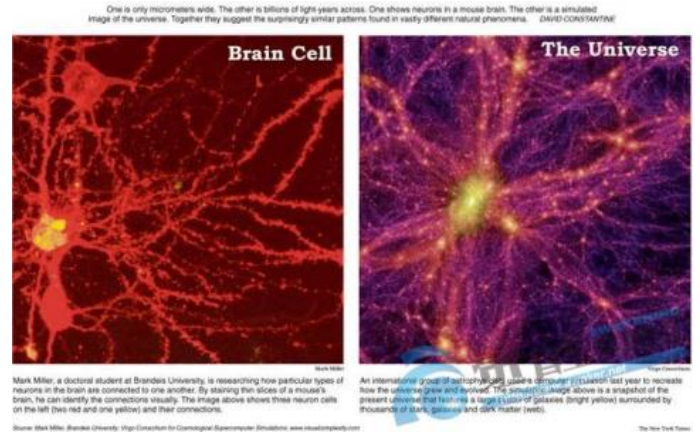 One is only micrometers wide. The other is billions of light-years across. One shows neurons in a mouse brain. The other is a simulated
image of the universe. Together they suggest the surprisingly similar patterns found in vastly different natural phenomena. DAVID CONSTANTINE
Brain Cell
The Universe
Mark Miller
Virgo Consortium
Mark Miller, a doctoral student at Brandeis University, is researching how particular types of
neurons in the brain are connected to one another. By staining thin slices of a mouse's
brain, he can identify the connections visually. The image above shows three neuron cells
on the left (two red and one yellow) and their connections.
An international group of astrophysicists used a computer simulation last year to recreate
how the universe grew and evolved. The simulation image above is a snapshot of the
present universe that features a large cluster of galaxies (bright yellow) surrounded by
thousands of stars, galaxies and dark matter (web).
Source: Mark Miller, Brandeis University; Virgo Consortium for Cosmological Supercomputer Simulations; www.visualcomplexity.com
The New York Times